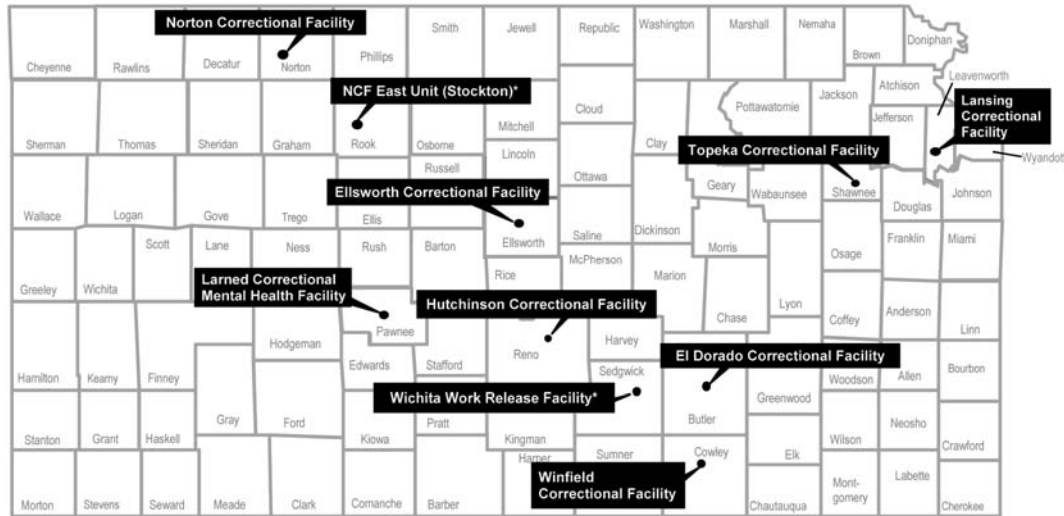 Norton Correctional Facility
Smith
Jewell
Republic
Washington
Marshall
Nemaha
Brown
Doniphan
Cheyenne
Rawlins
Decatur
Norton
Phillips
Atchison
Leavenworth
NCF East Unit (Stockton)*
Cloud
Pottawatomie
Jackson
Jefferson
Lansing
Correctional
Facility
Sherman
Thomas
Sheridan
Graham
Rook
Osborne
Mitchell
Lincoln
Clay
Topeka Correctional Facility
Wyandot
Russell
Ottawa
Geary
Wabaunsee
Shawnee
Douglas
Johnson
Ellsworth Correctional Facility
Wallace
Logan
Gove
Trego
Ellis
Ellsworth
Saline
Dickinson
Morris
Osage
Franklin
Miami
Scott
Lane
Ness
Rush
Barton
Rice
McPherson
Marion
Greeley
Wichita
Larned Correctional
Mental Health Facility
Hutchinson Correctional Facility
Lyon
Chase
Coffey
Anderson
Linn
Pawnee
Hodgeman
Reno
Harvey
El Dorado Correctional Facility
Hamilton
Kearny
Finney
Edwards
Stafford
Sedgwick
Woodson
Allen
Bourbon
Gray
Ford
Wichita Work Release Facility*
Butler
Greenwood
Stanton
Grant
Haskell
Kiowa
Pratt
Kingman
Harper
Sumner
Cowley
Elk
Wilson
Neosho
Crawford
Winfield
Correctional Facility
Mont-
gomery
Labette
Morton
Stevens
Seward
Meade
Clark
Comanche
Barber
Chautauqua
Cherokee